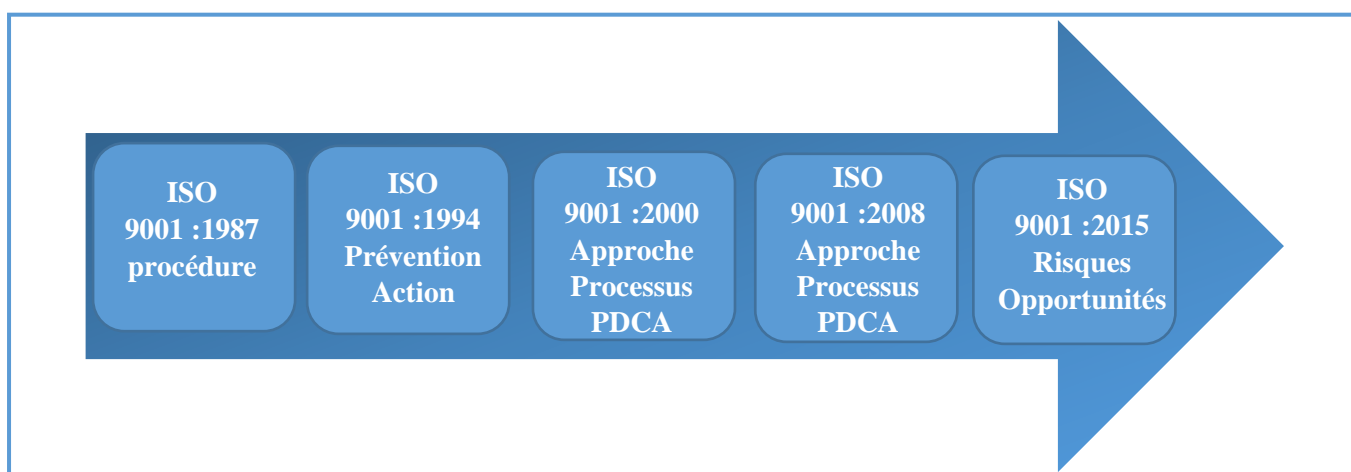 ISO
9001 :1987
procédure
ISO
9001 :1994
Prévention
Action
ISO
9001 :2000
Approche
Processus
PDCA
ISO
9001 :2008
Approche
Processus
PDCA
ISO
9001 :2015
Risques
Opportunités